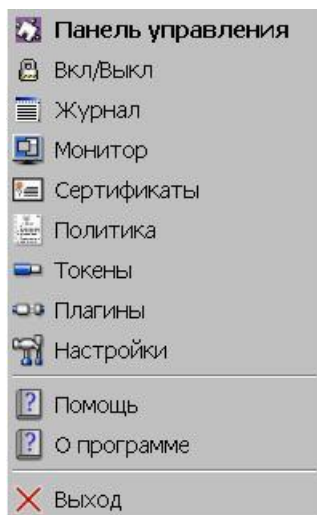 Панель управления
Вкл/Выкл
Журнал
Монитор
Сертификаты
Политика
Токены
Плагины
Настройки
Помощь
О программе
Выход